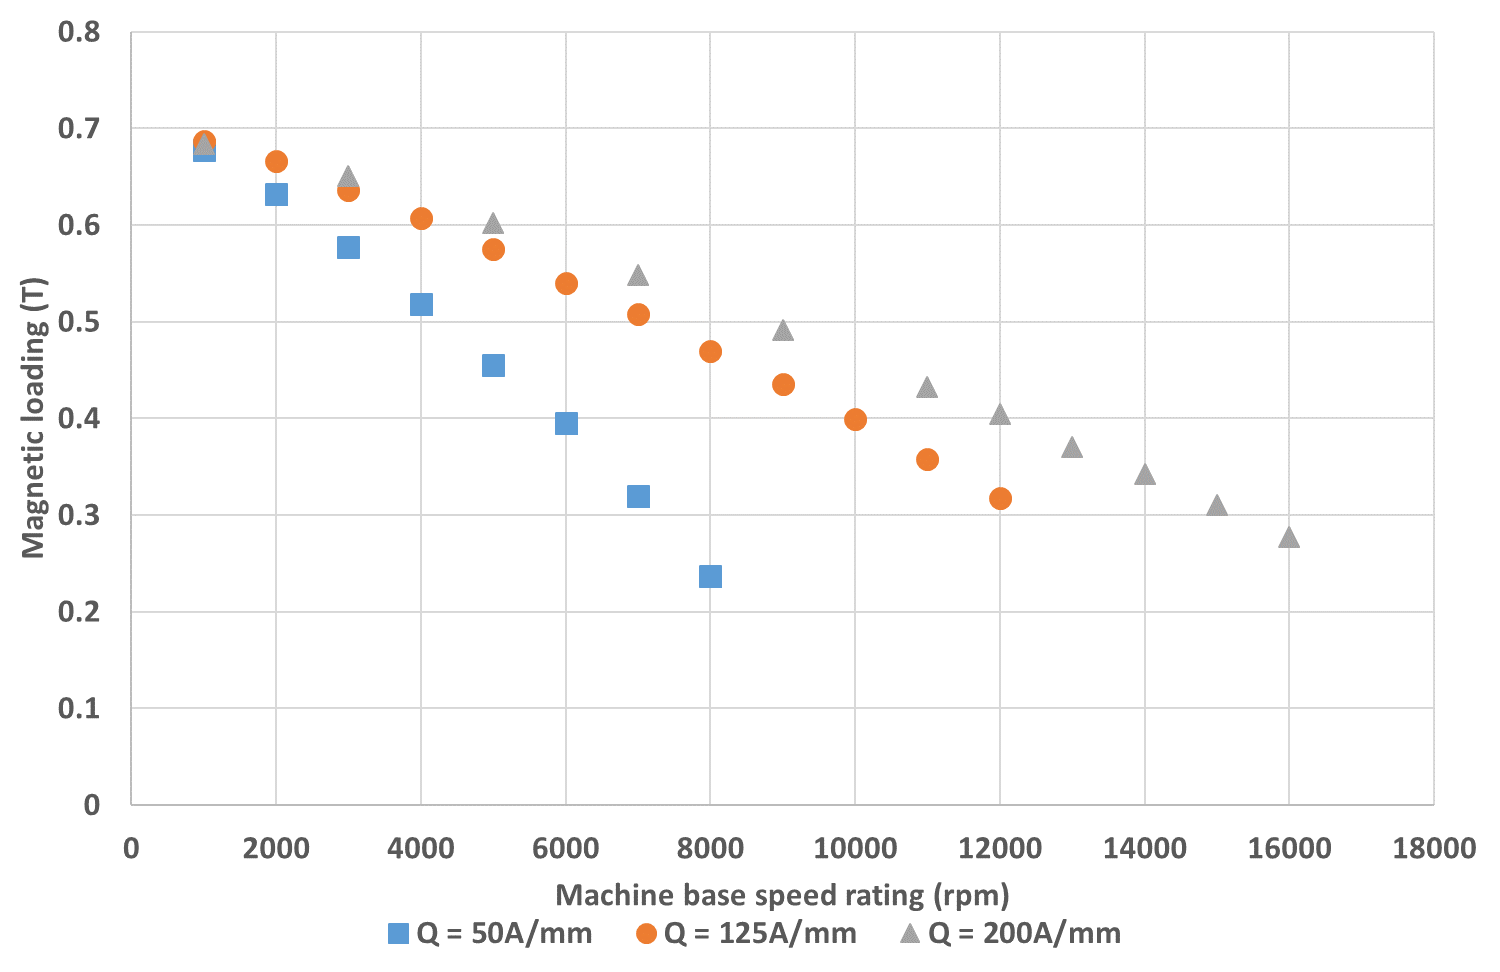 0.8
0.7
0.6
0.5
0.4
0.3
0.2
0.1
0
Magnetic loading (T)
0 2000 4000 6000 8000 10000 12000 14000 16000 18000
Machine base speed rating (rpm)
Q = 50A/mm Q = 125A/mm Q = 200A/mm